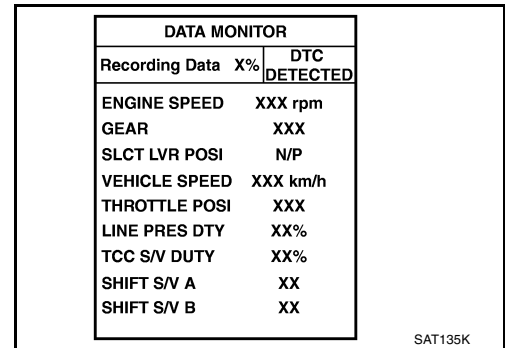 DATA MONITOR
Recording Data X% DTC DETECTED
ENGINE SPEED XXX rpm
GEAR XXX
SLCT LVR POSI N/P
VEHICLE SPEED XXX km/h
THROTTLE POSI XXX
LINE PRES DTY XX%
TCC S/V DUTY XX%
SHIFT S/V A XX
SHIFT S/V B XX
SAT135K